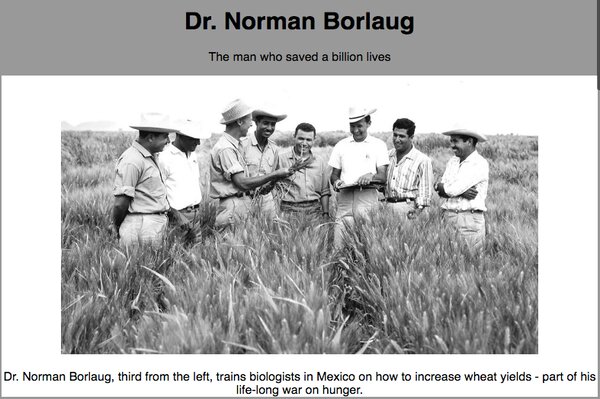 Dr. Norman Borlaug
The man who saved a billion lives
Dr. Norman Borlaug, third from the left, trains biologists in Mexico on how to increase wheat yields - part of his
life-long war on hunger.